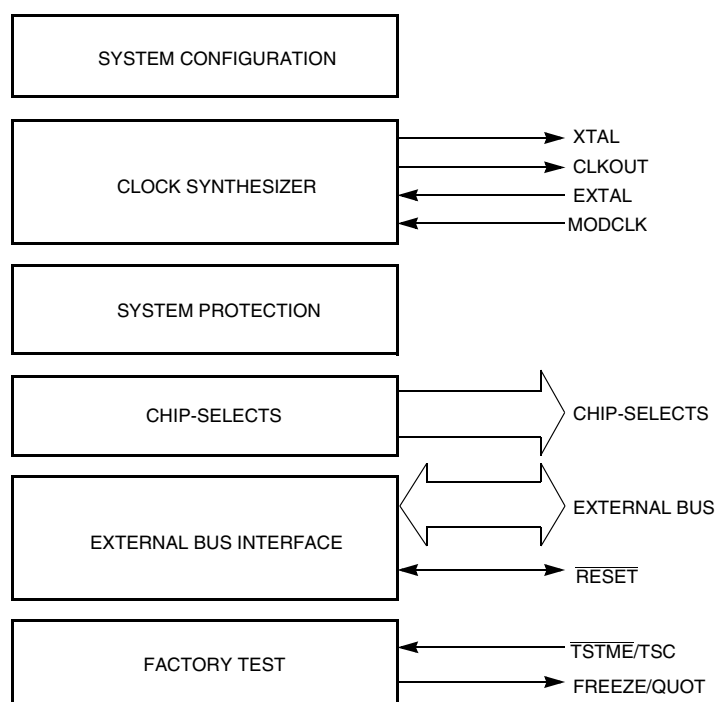 SYSTEM CONFIGURATION
CLOCK SYNTHESIZER
XTAL
CLKOUT
EXTAL
MODCLK
SYSTEM PROTECTION
CHIP-SELECTS
CHIP-SELECTS
EXTERNAL BUS INTERFACE
EXTERNAL BUS
RESET
FACTORY TEST
TSTME/TSC
FREEZE/QUOT